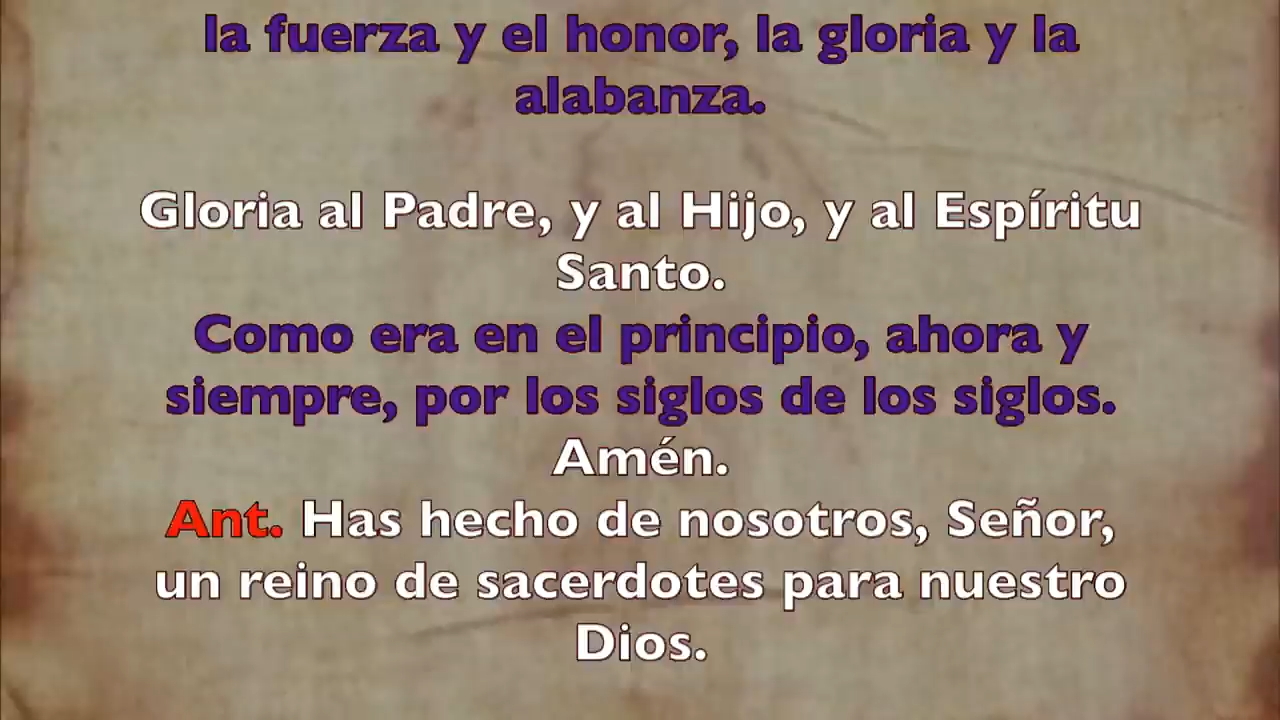 la fuerza y el honor, la gloria y la
alabanza.
Gloria al Padre, y al Hijo, y al Espíritu
Santo.
Como era en el principio, ahora y
siempre, por los siglos de los siglos.
Amén.
Ant. Has hecho de nosotros, Señor,
un reino de sacerdotes para nuestro
Dios.